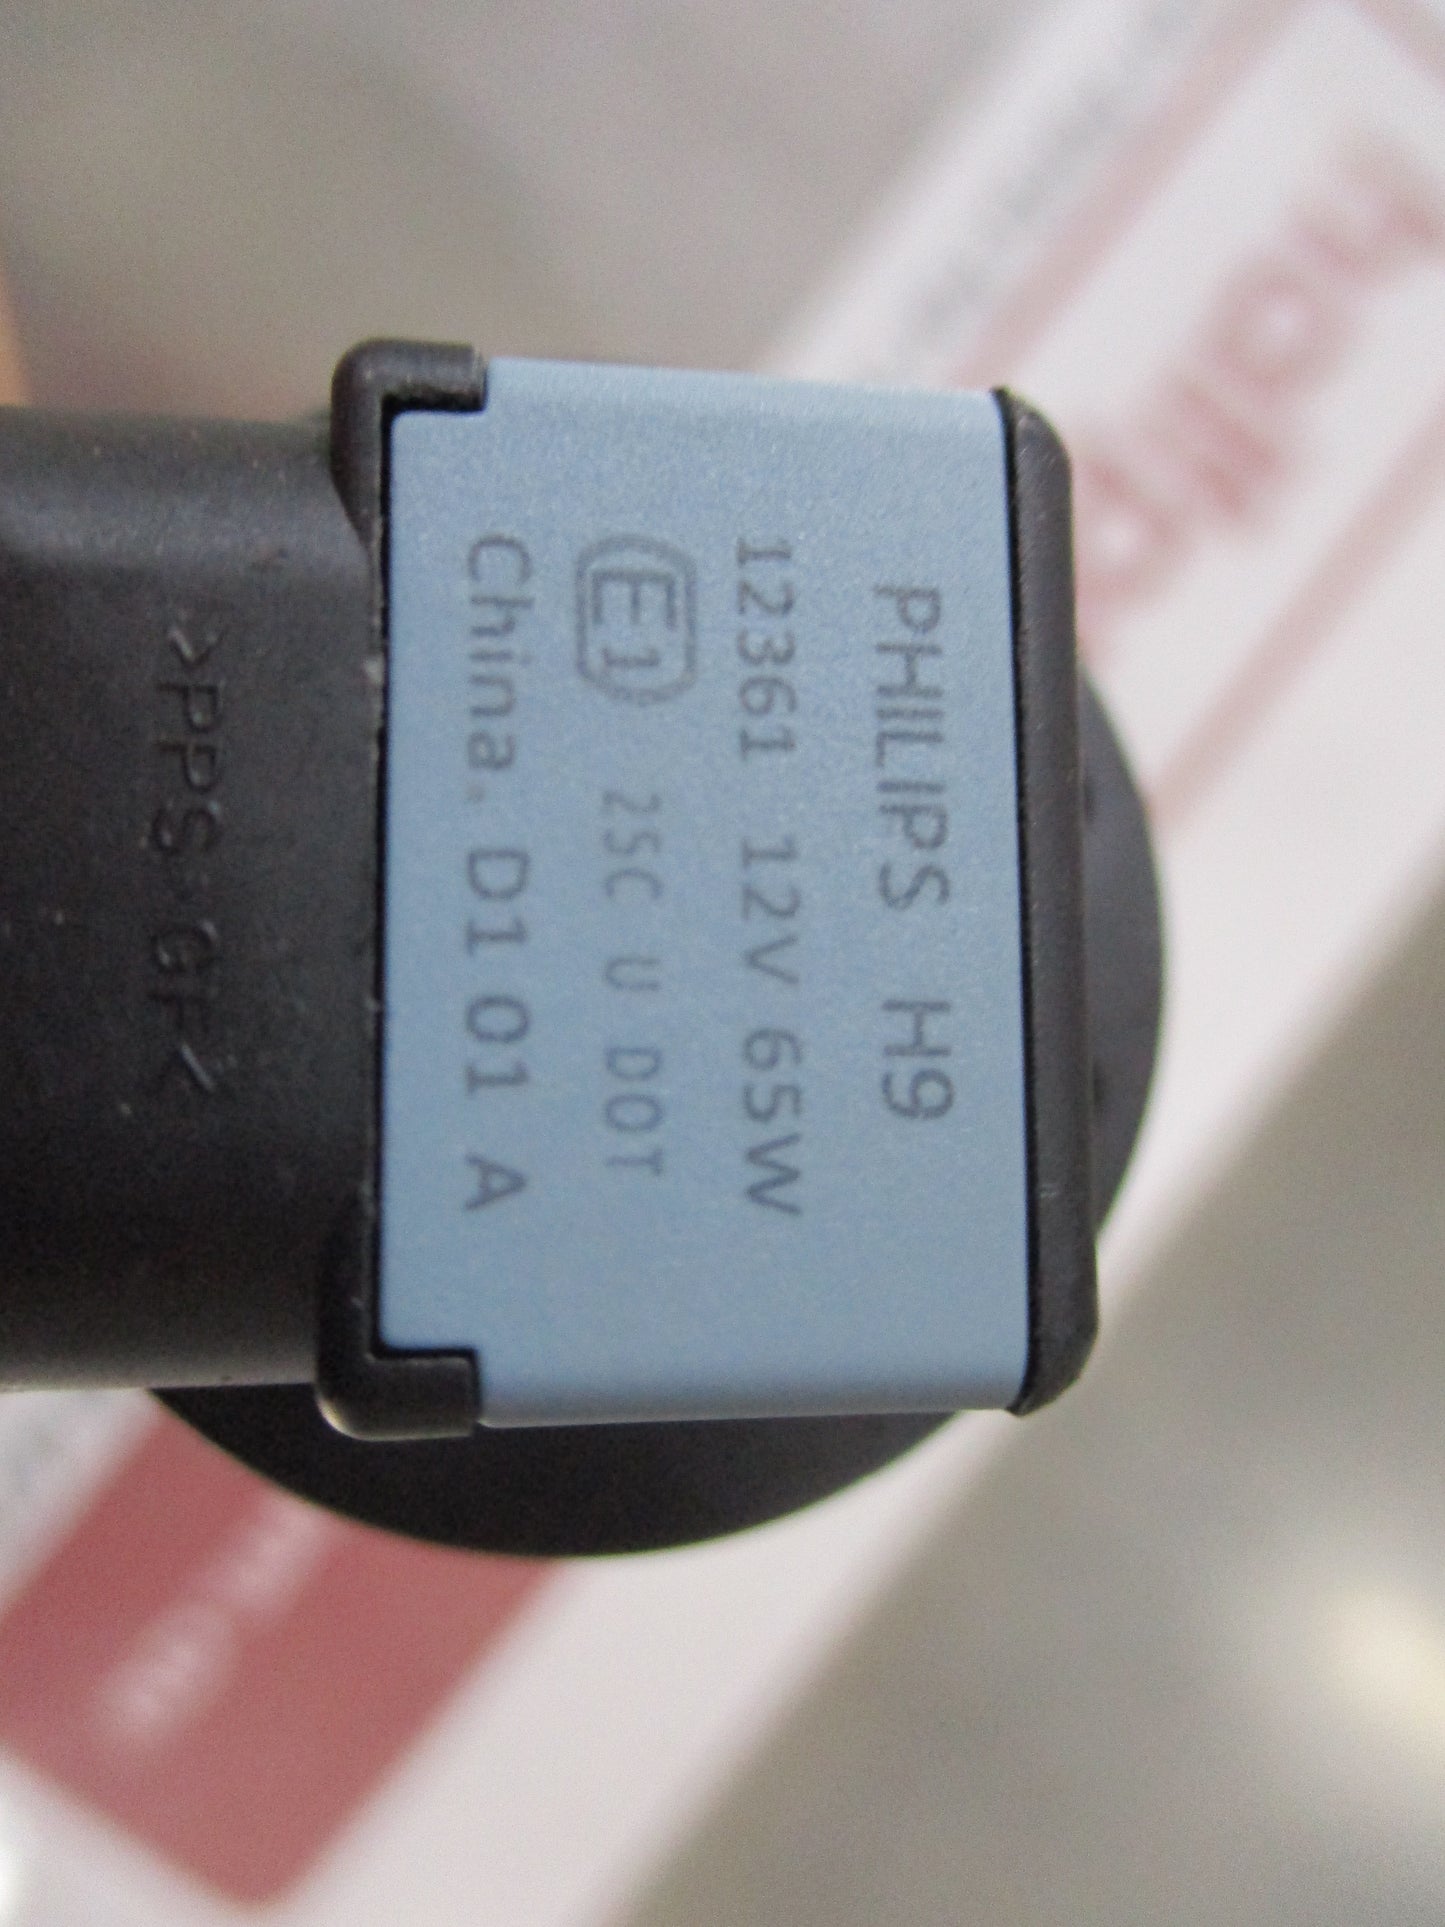 PHILIPS H9
12361 12V 65W
E1 2SC U DOT
China. D1 01 A
>PPS GF<